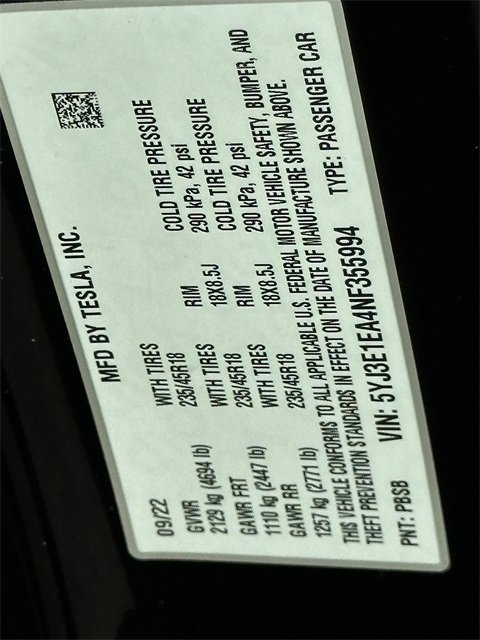 MFD BY TESLA, INC.
09/22
GVWR WITH TIRES RIM COLD TIRE PRESSURE
2129 kg (4694 lb) 235/45R18 18X8.5J 290 kPa, 42 psi
GAWR FRT WITH TIRES RIM COLD TIRE PRESSURE
1110 kg (2447 lb) 235/45R18 18X8.5J 290 kPa, 42 psi
GAWR RR
1257 kg (2771 lb)
THIS VEHICLE CONFORMS TO ALL APPLICABLE U.S. FEDERAL MOTOR VEHICLE SAFETY, BUMPER, AND
THEFT PREVENTION STANDARDS IN EFFECT ON THE DATE OF MANUFACTURE SHOWN ABOVE.
VIN: 5YJ3E1EA4NF355994 TYPE: PASSENGER CAR
PNT: PBSB